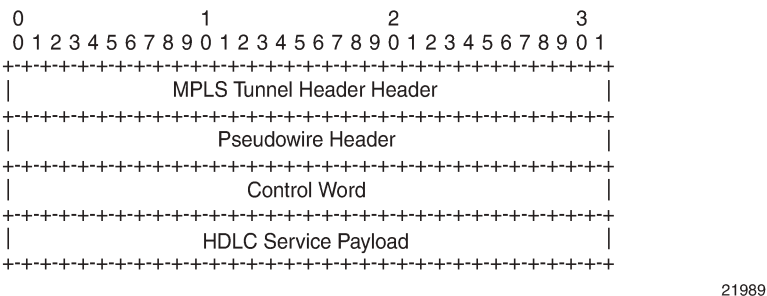 0 1 2 3
0 1 2 3 4 5 6 7 8 9 0 1 2 3 4 5 6 7 8 9 0 1 2 3 4 5 6 7 8 9 0 1
+-+-+-+-+-+-+-+-+-+-+-+-+-+-+-+-+-+-+-+-+-+-+-+-+-+-+-+-+-+-+-+-+
| MPLS Tunnel Header Header |
+-+-+-+-+-+-+-+-+-+-+-+-+-+-+-+-+-+-+-+-+-+-+-+-+-+-+-+-+-+-+-+-+
| Pseudowire Header |
+-+-+-+-+-+-+-+-+-+-+-+-+-+-+-+-+-+-+-+-+-+-+-+-+-+-+-+-+-+-+-+-+
| Control Word |
+-+-+-+-+-+-+-+-+-+-+-+-+-+-+-+-+-+-+-+-+-+-+-+-+-+-+-+-+-+-+-+-+
| HDLC Service Payload |
+-+-+-+-+-+-+-+-+-+-+-+-+-+-+-+-+-+-+-+-+-+-+-+-+-+-+-+-+-+-+-+-+
21989